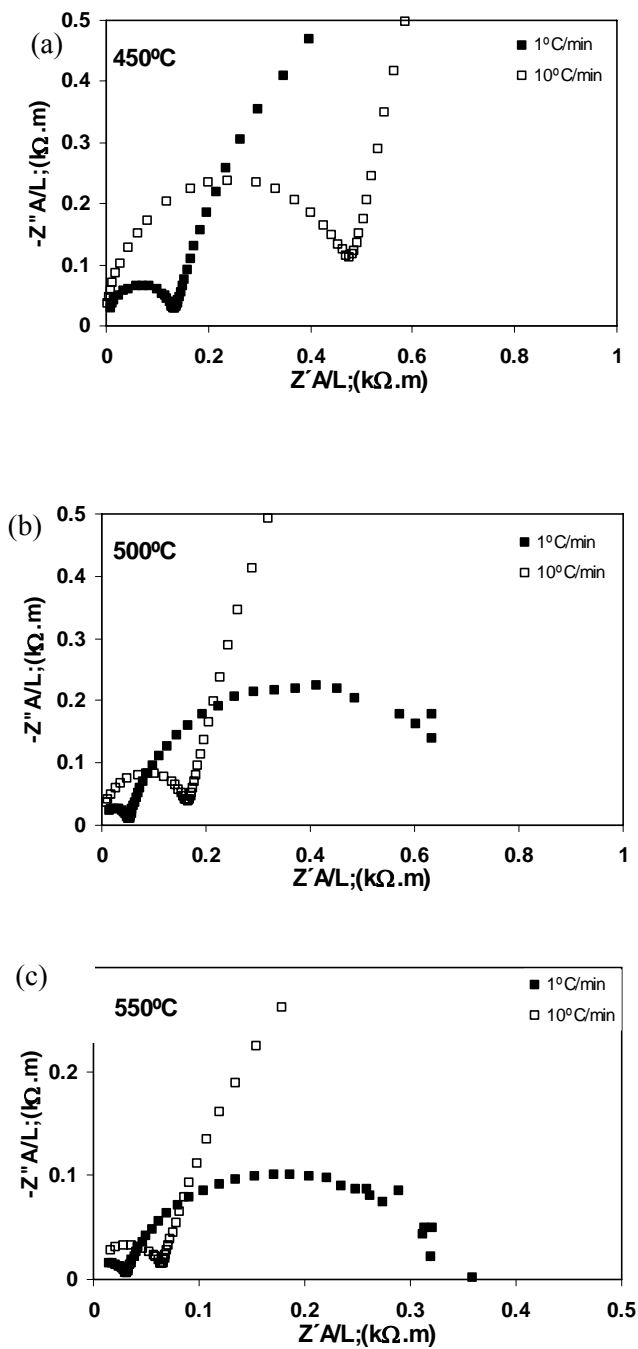 (a)
450ºC
■ 1ºC/min
□ 10ºC/min
-Z'' A/L;(kΩ.m)
0.5
0.4
0.3
0.2
0.1
0
0 0.2 0.4 0.6 0.8 1
Z´A/L;(kΩ.m)
(b)
500ºC
■ 1ºC/min
□ 10ºC/min
-Z'' A/L;(kΩ.m)
0.5
0.4
0.3
0.2
0.1
0
0 0.2 0.4 0.6 0.8 1
Z´A/L;(kΩ.m)
(c)
550ºC
■ 1ºC/min
□ 10ºC/min
-Z'' A/L;(kΩ.m)
0.2
0.1
0
0 0.1 0.2 0.3 0.4 0.5
Z´A/L;(kΩ.m)